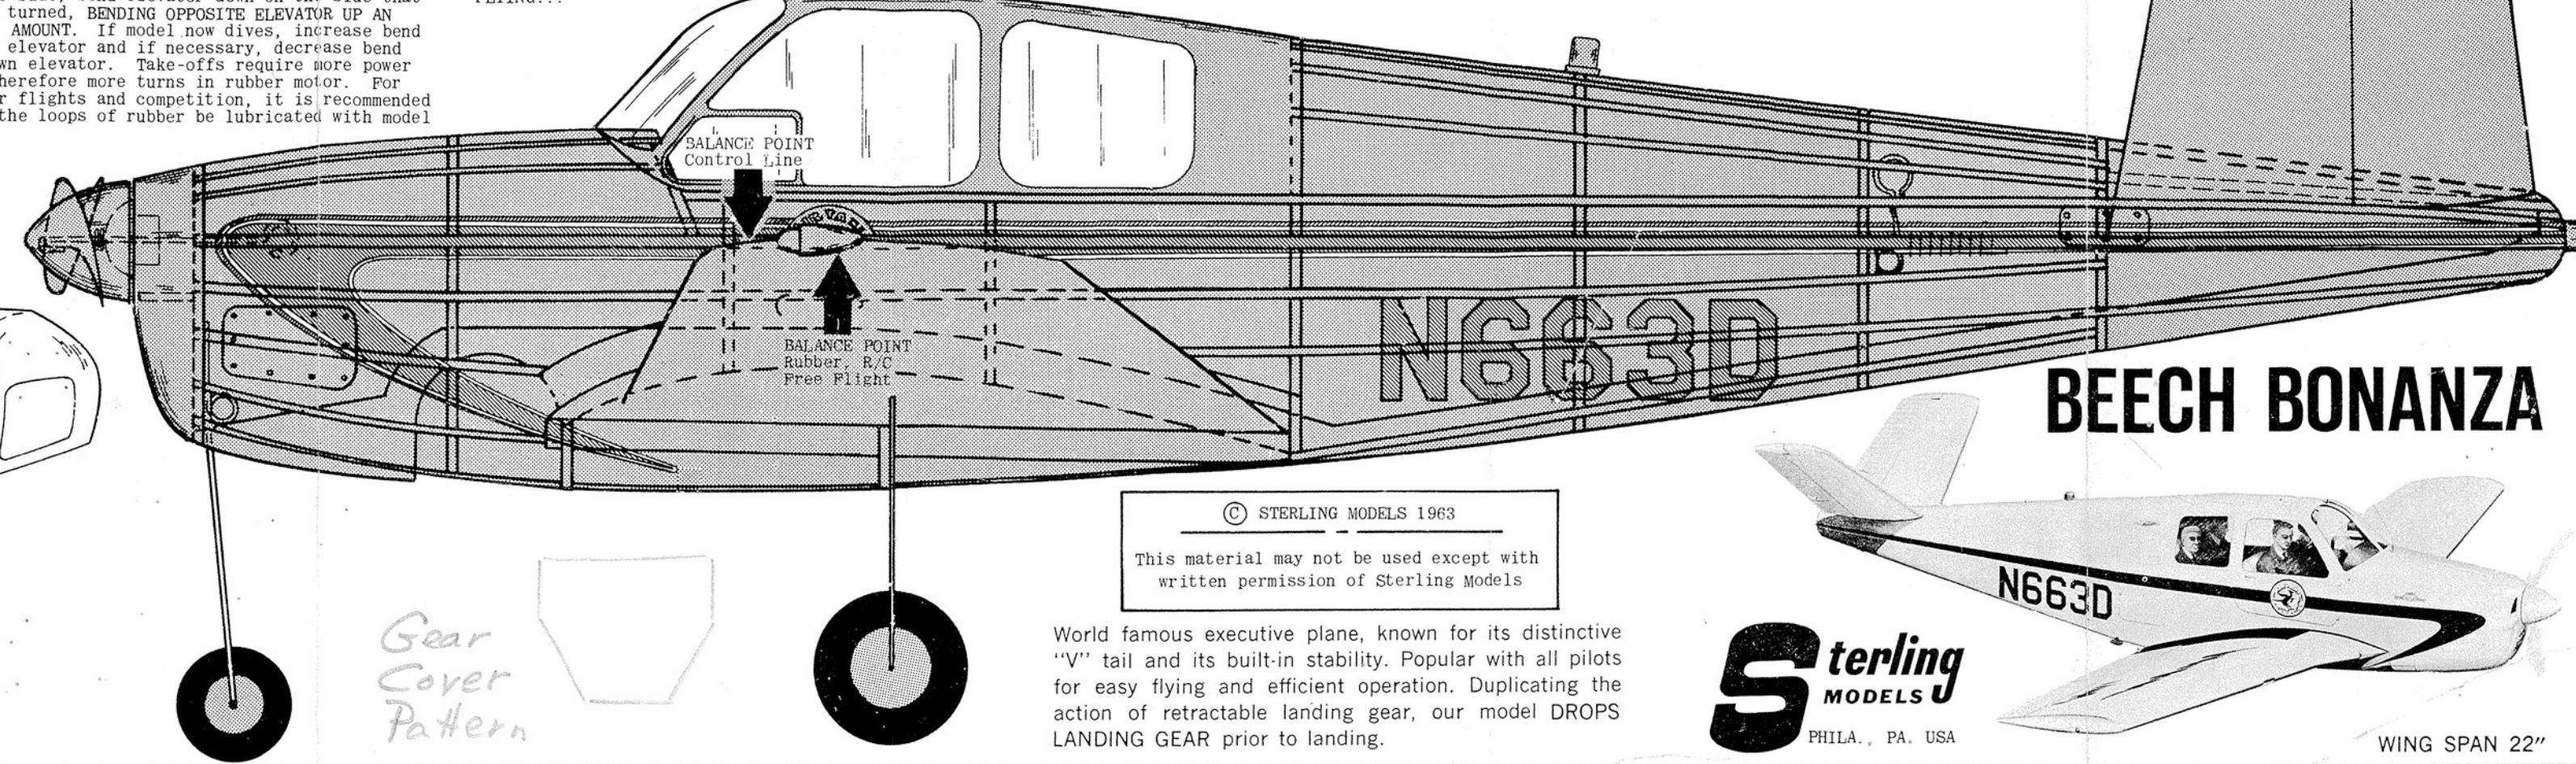 turned, BENDING OPPOSITE ELEVATOR UP AN
AMOUNT. If model now dives, increase bend
elevator and if necessary, decrease bend
wn elevator. Take-offs require more power
herefore more turns in rubber motor. For
r flights and competition, it is recommended
the loops of rubber be lubricated with model
FLYING...
BALANCE POINT
Control Line
BALANCE POINT
Rubber, R/C
Free Flight
N663D
BEECH BONANZA
© STERLING MODELS 1963
This material may not be used except with
written permission of Sterling Models
Gear
Cover
Pattern
World famous executive plane, known for its distinctive
“V” tail and its built-in stability. Popular with all pilots
for easy flying and efficient operation. Duplicating the
action of retractable landing gear, our model DROPS
LANDING GEAR prior to landing.
N663D
Sterling
MODELS
PHILA., PA. USA
WING SPAN 22”